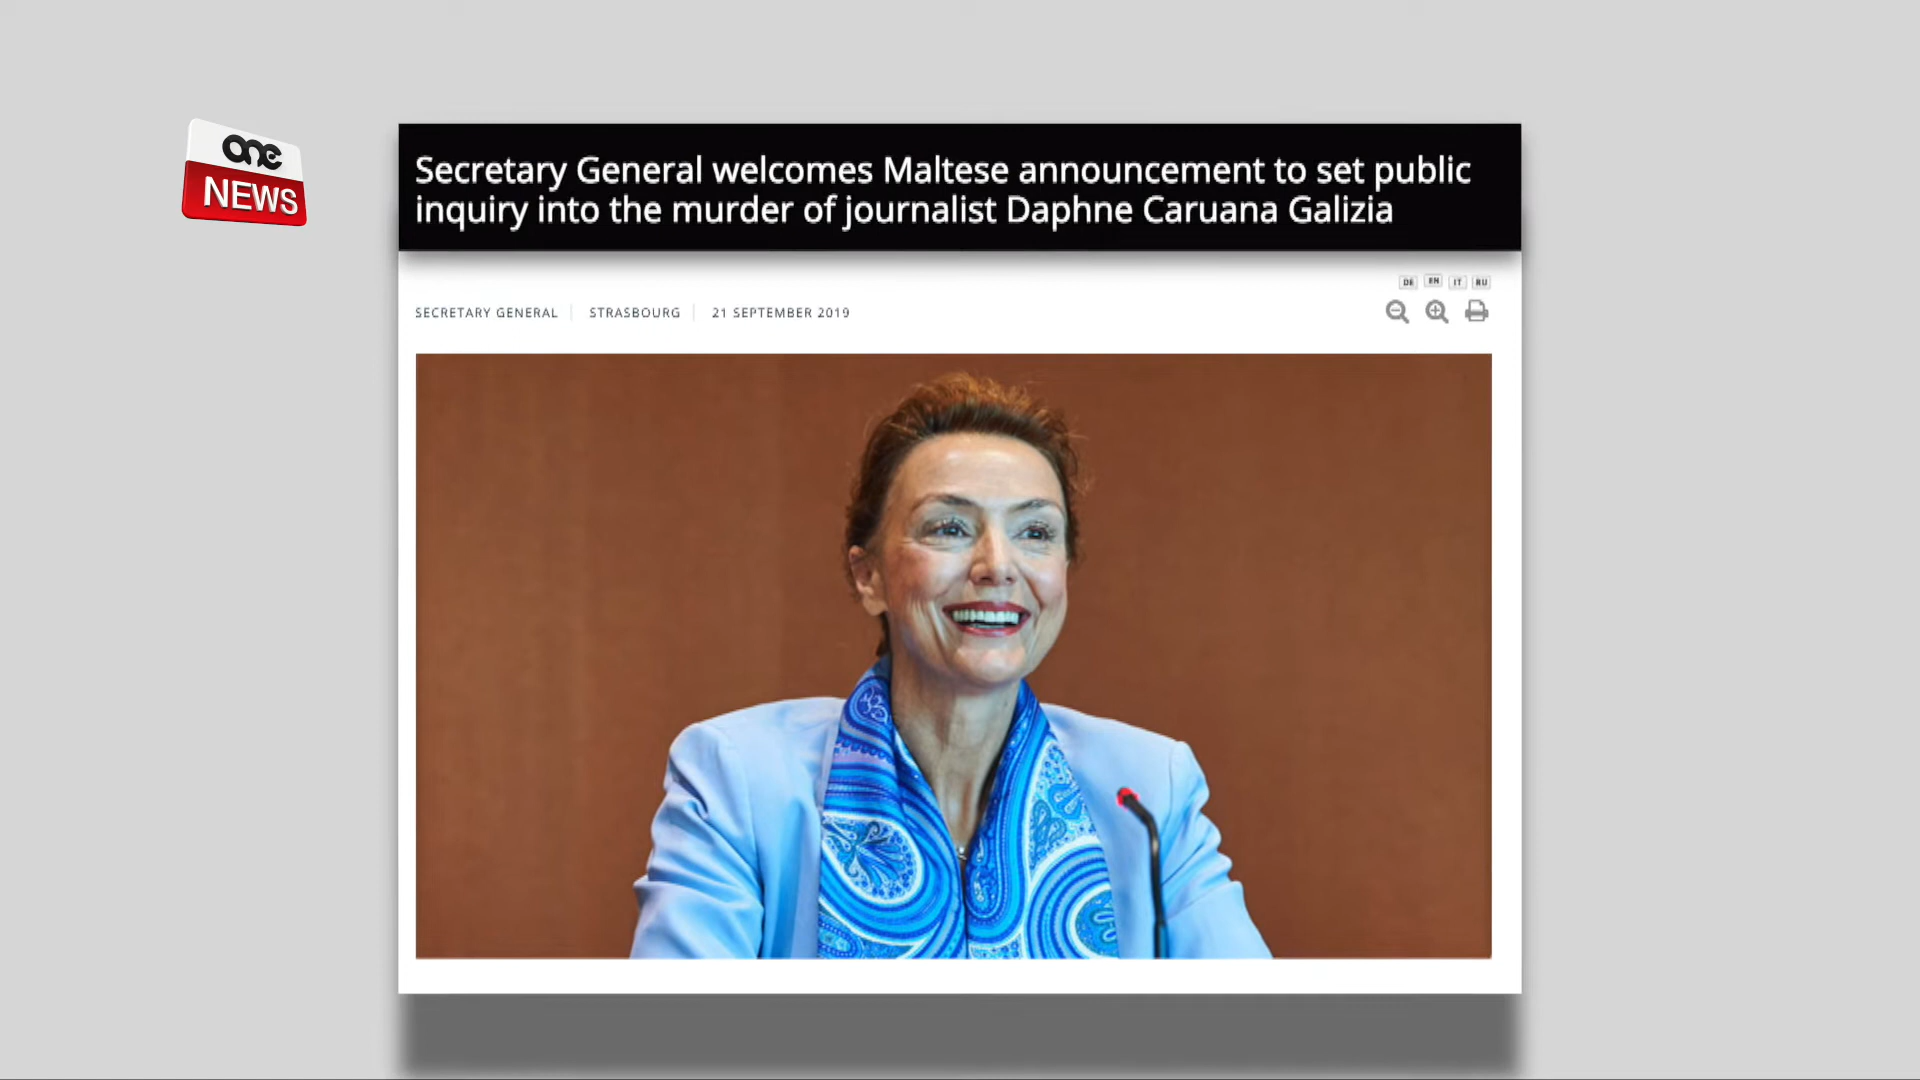 one
NEWS
Secretary General welcomes Maltese announcement to set public
inquiry into the murder of journalist Daphne Caruana Galizia
DE EN IT RU
SECRETARY GENERAL STRASBOURG 21 SEPTEMBER 2019